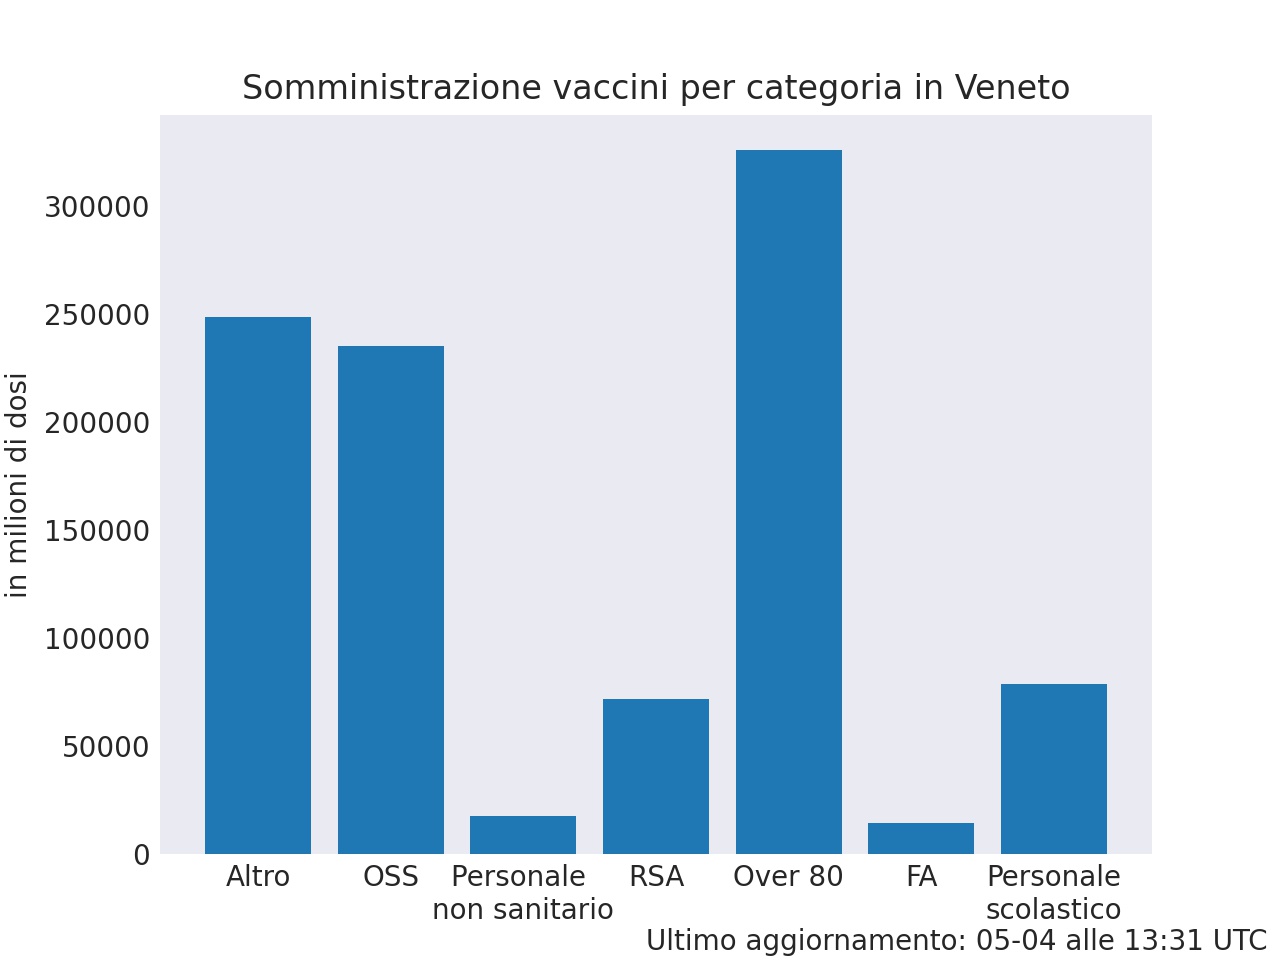 Somministrazione vaccini per categoria in Veneto
in milioni di dosi
300000
250000
200000
150000
100000
50000
0
Altro OSS Personale RSA Over 80 FA Personale
non sanitario scolastico
Ultimo aggiornamento: 05-04 alle 13:31 UTC